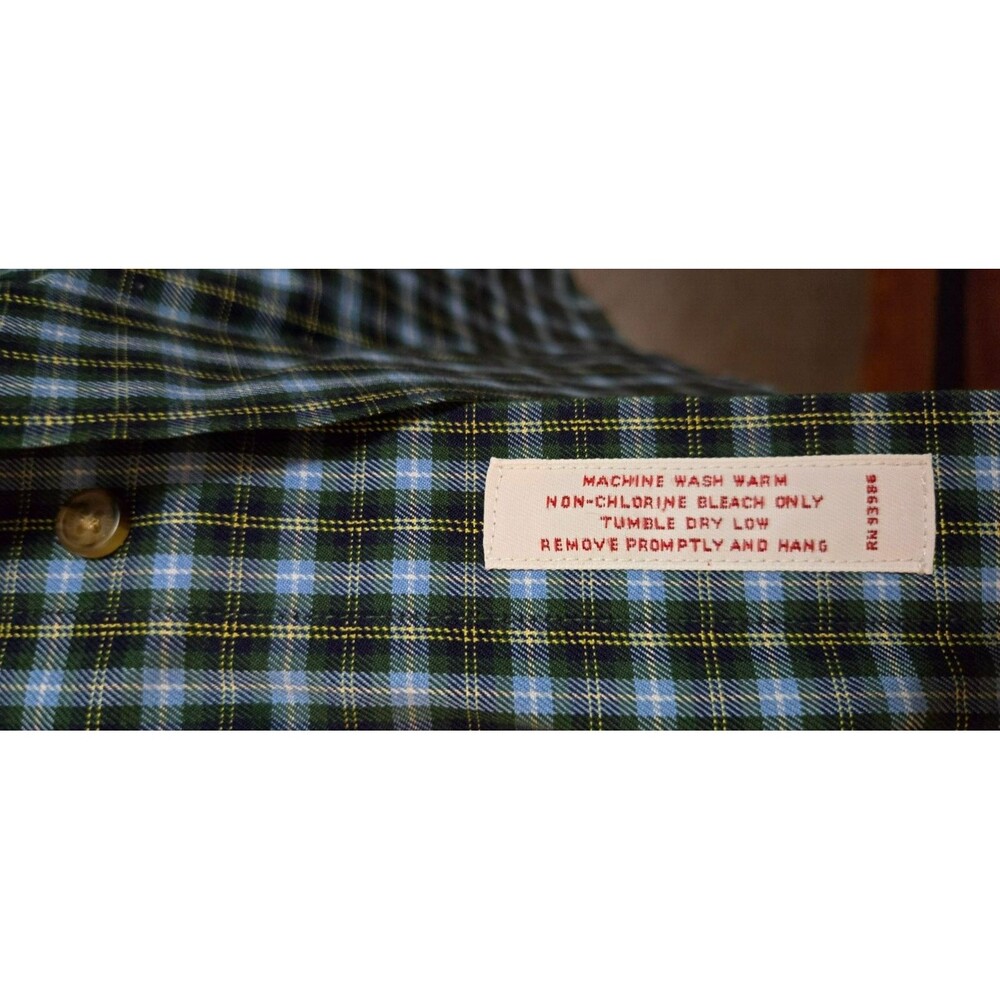 MACHINE WASH WARM
NON-CHLORINE BLEACH ONLY
TUMBLE DRY LOW
REMOVE PROMPTLY AND HANG
RN 93986